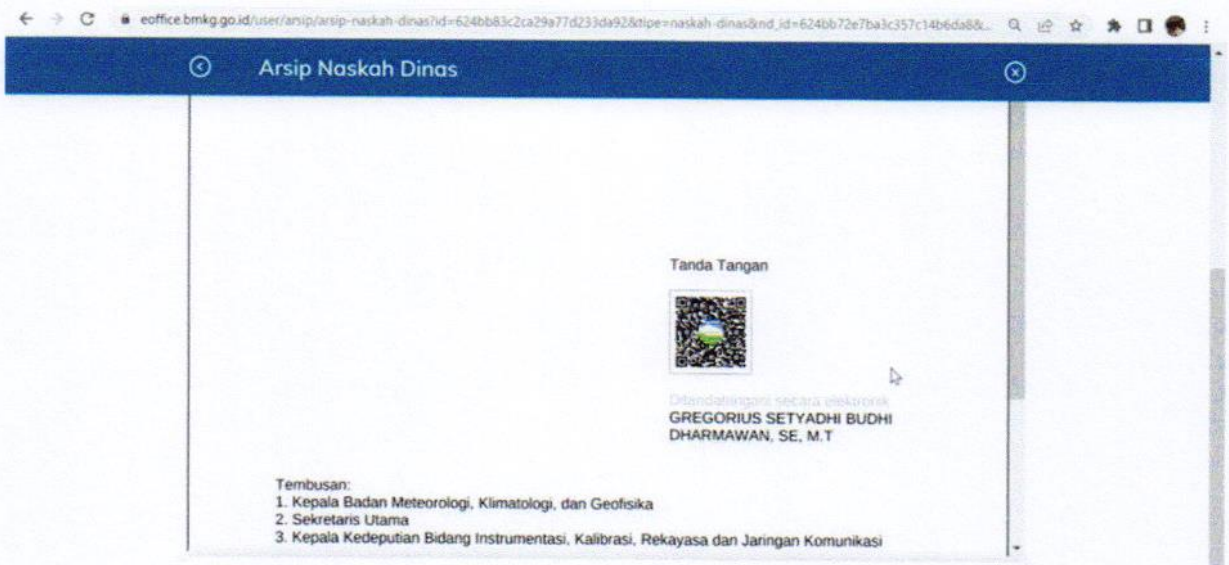 eoffice.bmkg.go.id/user/arsip/arsip-naskah-dinas?id=624bb83c2ca29a77d233da92&tipe=naskah-dinas&nd_id=624bb72e7ba3c357c14b6da8&...
Arsip Naskah Dinas
Tanda Tangan
Ditandatangani secara elektronik
GREGORIUS SETYADHI BUDHI
DHARMAWAN, SE, M.T
Tembusan:
1. Kepala Badan Meteorologi, Klimatologi, dan Geofisika
2. Sekretaris Utama
3. Kepala Kedeputian Bidang Instrumentasi, Kalibrasi, Rekayasa dan Jaringan Komunikasi